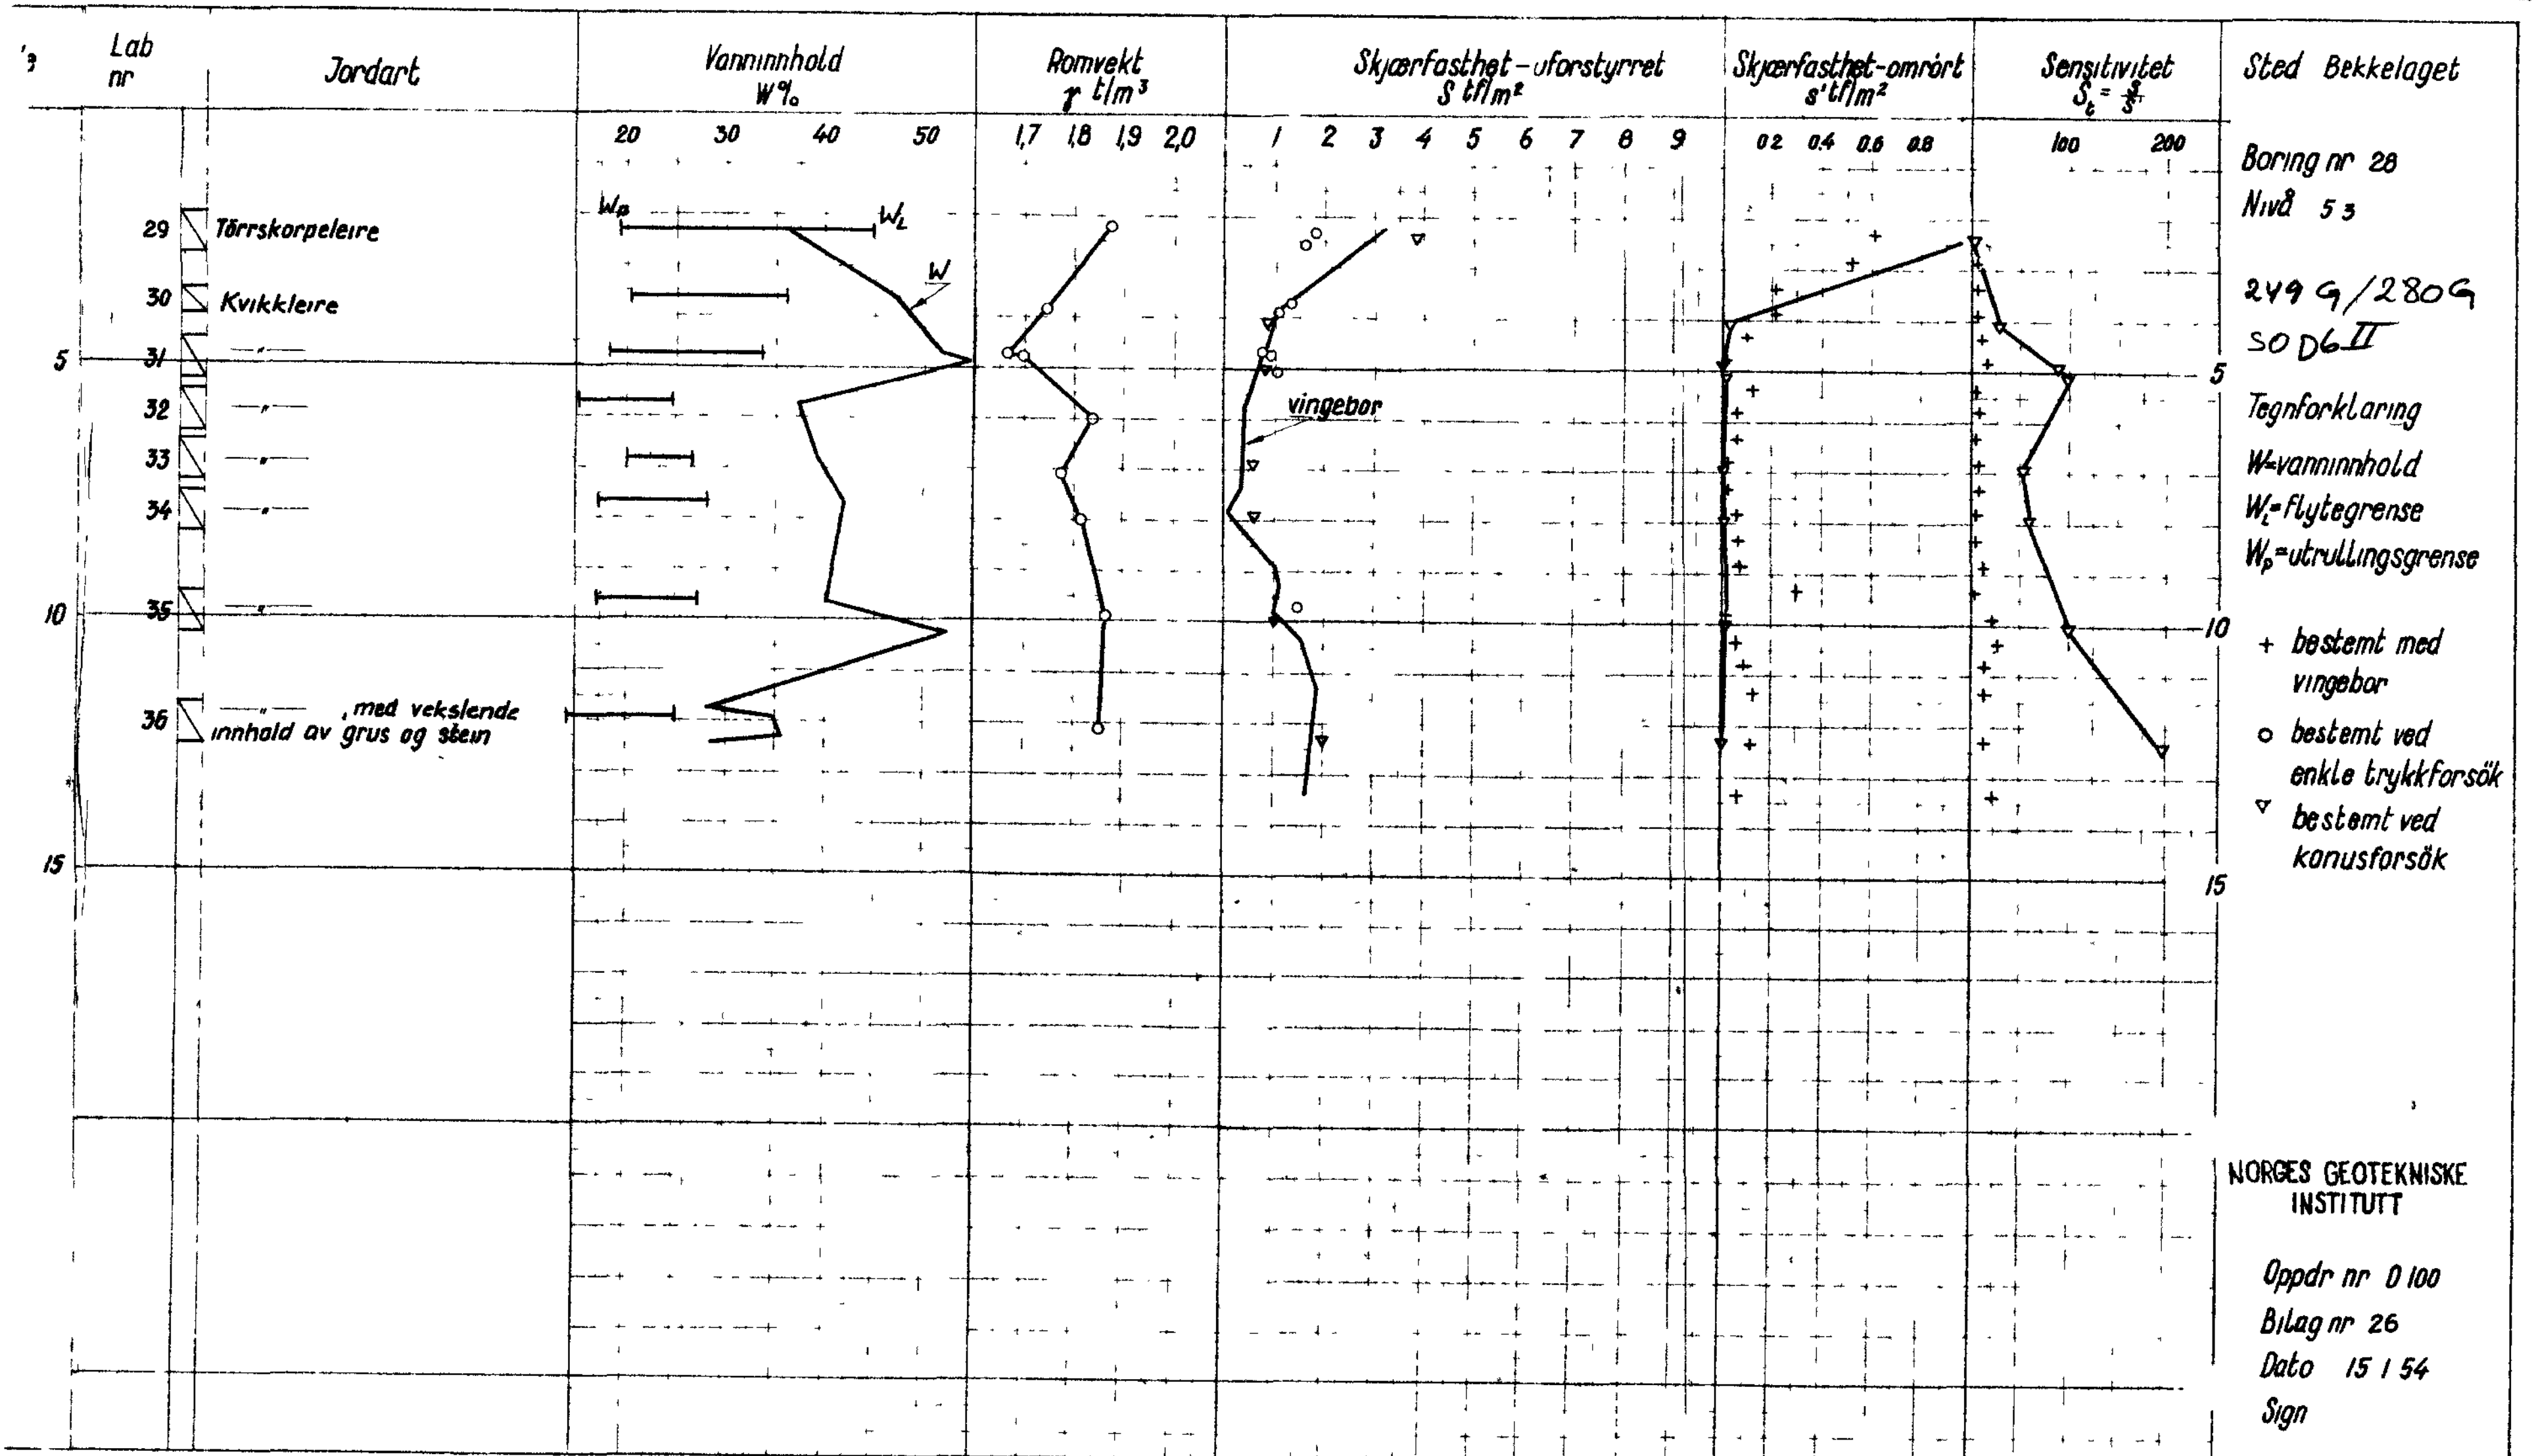 Lab nr
Jordart
Vanninnhold W%
Romvekt γ t/m³
Skjærfasthet-uforstyrret S tf/m²
Skjærfasthet-omrört s' tf/m²
Sensitivitet
Sted Bekkelaget
20 30 40 50
1,7 1,8 1,9 2,0
1 2 3 4 5 6 7 8 9
0.2 0.4 0.6 0.8
100 200
Boring nr 28
Nivå 5 3
249 G/280G
SO D6 II
Wp
WL
W
29 Törrskorpeleire
30 Kvikkleire
31 —"—
32 —"—
33 —"—
34 —"—
35 —"—
36 —"— , med vekslende
innhold av grus og stein
vingebor
5 5
10 10
15 15
Tegnforklaring
W=vanninnhold
WL=flytegrense
Wp=utrullingsgrense
+ bestemt med
vingebor
o bestemt ved
enkle trykkforsök
▽ bestemt ved
konusforsök
NORGES GEOTEKNISKE
INSTITUTT
Oppdr nr 0 100
Bilag nr 26
Dato 15 1 54
Sign